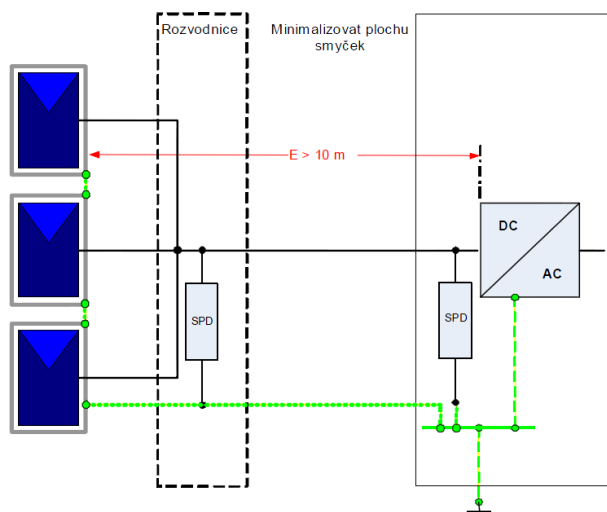 Rozvodnice
Minimalizovat plochu
smyček
E > 10 m
DC
AC
SPD
SPD